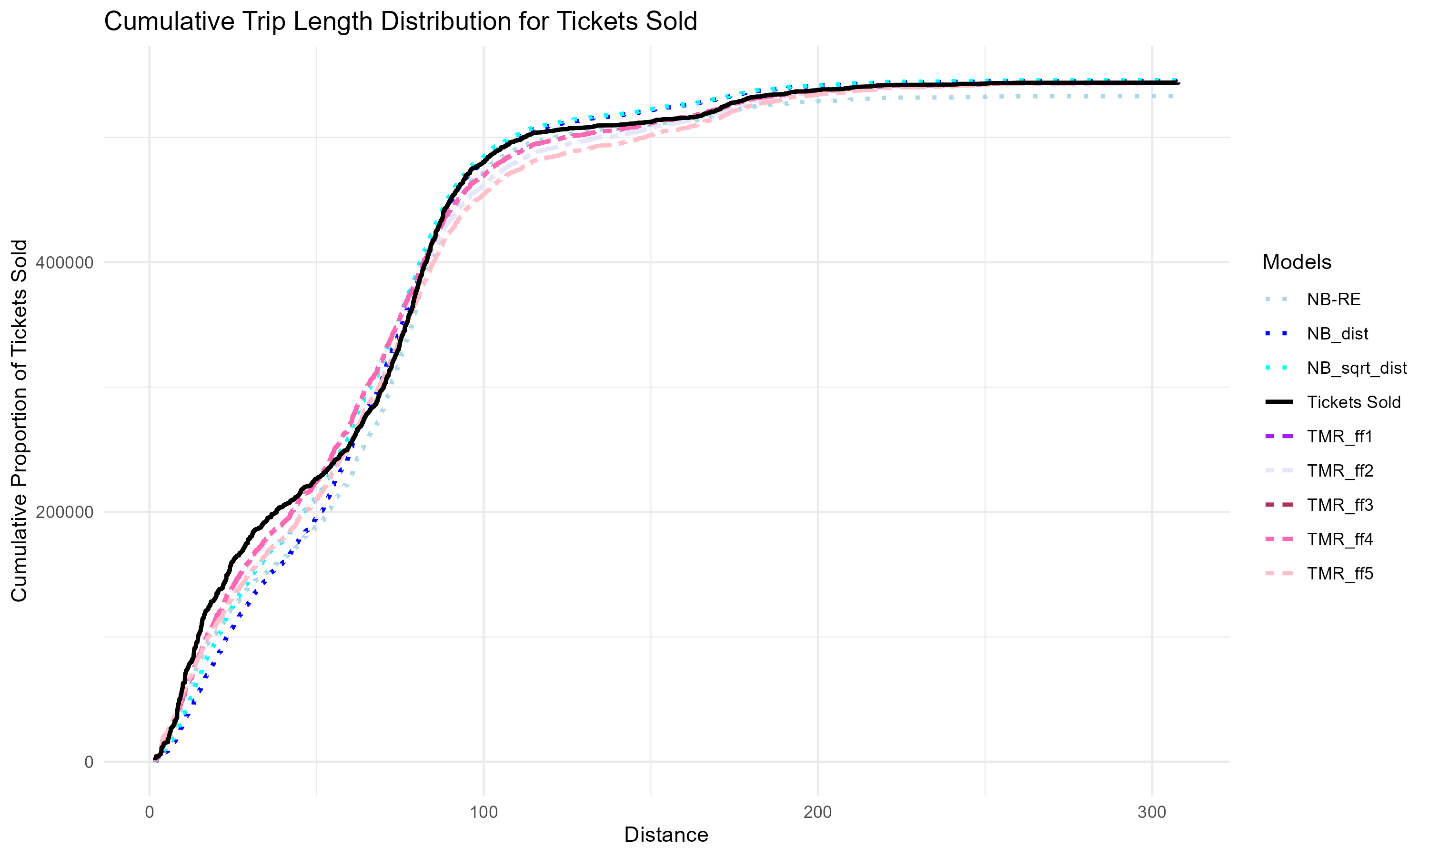 Cumulative Trip Length Distribution for Tickets Sold
Cumulative Proportion of Tickets Sold
400000
200000
0
0
100
200
300
Distance
Models
NB-RE
NB_dist
NB_sqrt_dist
Tickets Sold
TMR_ff1
TMR_ff2
TMR_ff3
TMR_ff4
TMR_ff5